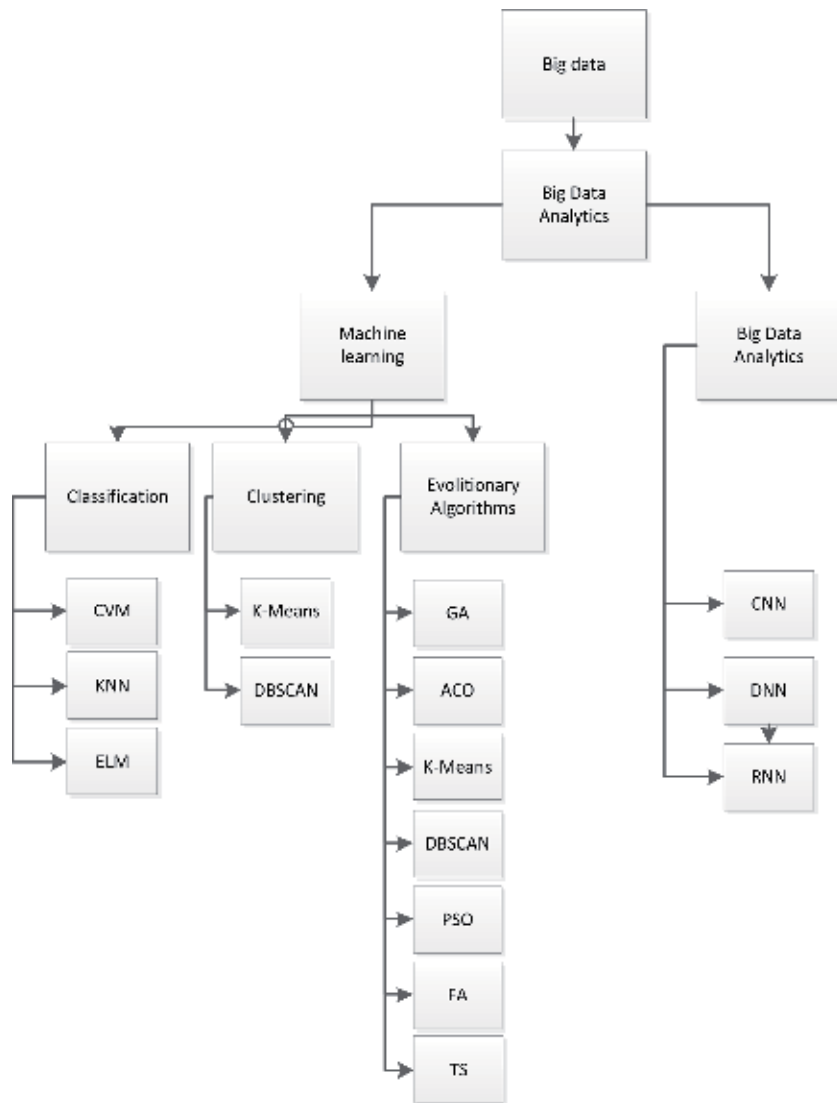 Big data
Big Data
Analytics
Machine
learning
Big Data
Analytics
Classification
Clustering
Evolitionary
Algorithms
CVM
KNN
ELM
K-Means
DBSCAN
GA
ACO
K-Means
DBSCAN
PSO
FA
TS
CNN
DNN
RNN